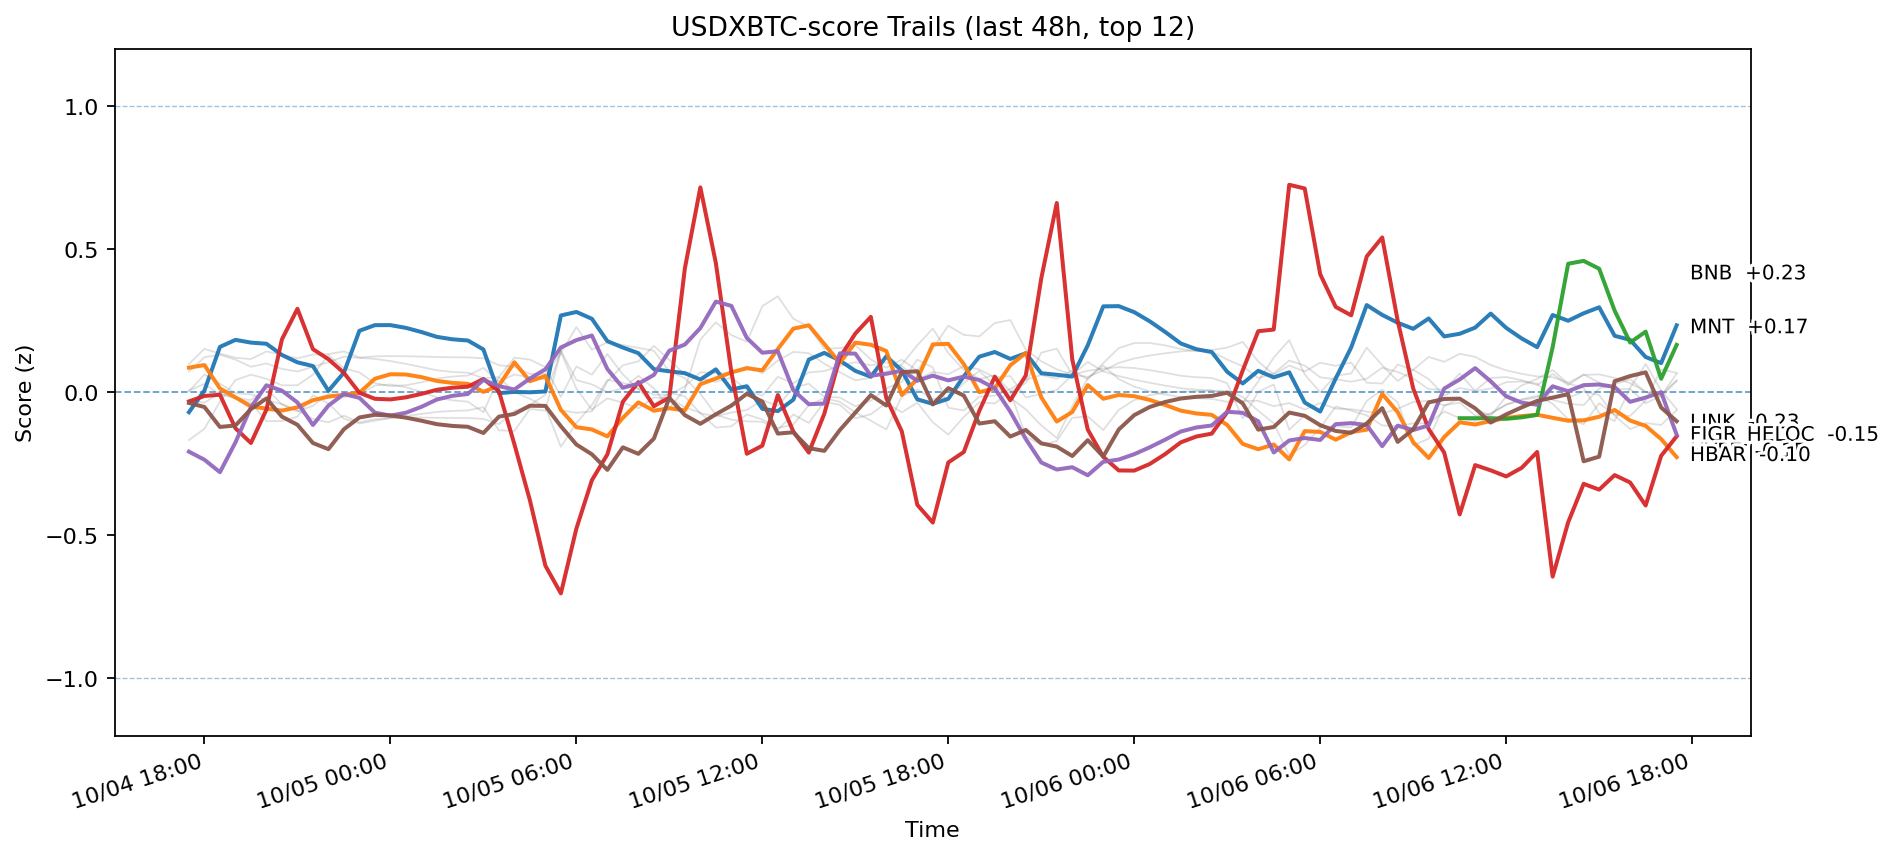 USDXBTC-score Trails (last 48h, top 12)
1.0
0.5
0.0
−0.5
−1.0
Score (z)
BNB +0.23
MNT +0.17
LINK -0.23
FIGR_HELOC -0.15
HBAR -0.10
10/04 18:00
10/05 00:00
10/05 06:00
10/05 12:00
10/05 18:00
10/06 00:00
10/06 06:00
10/06 12:00
10/06 18:00
Time